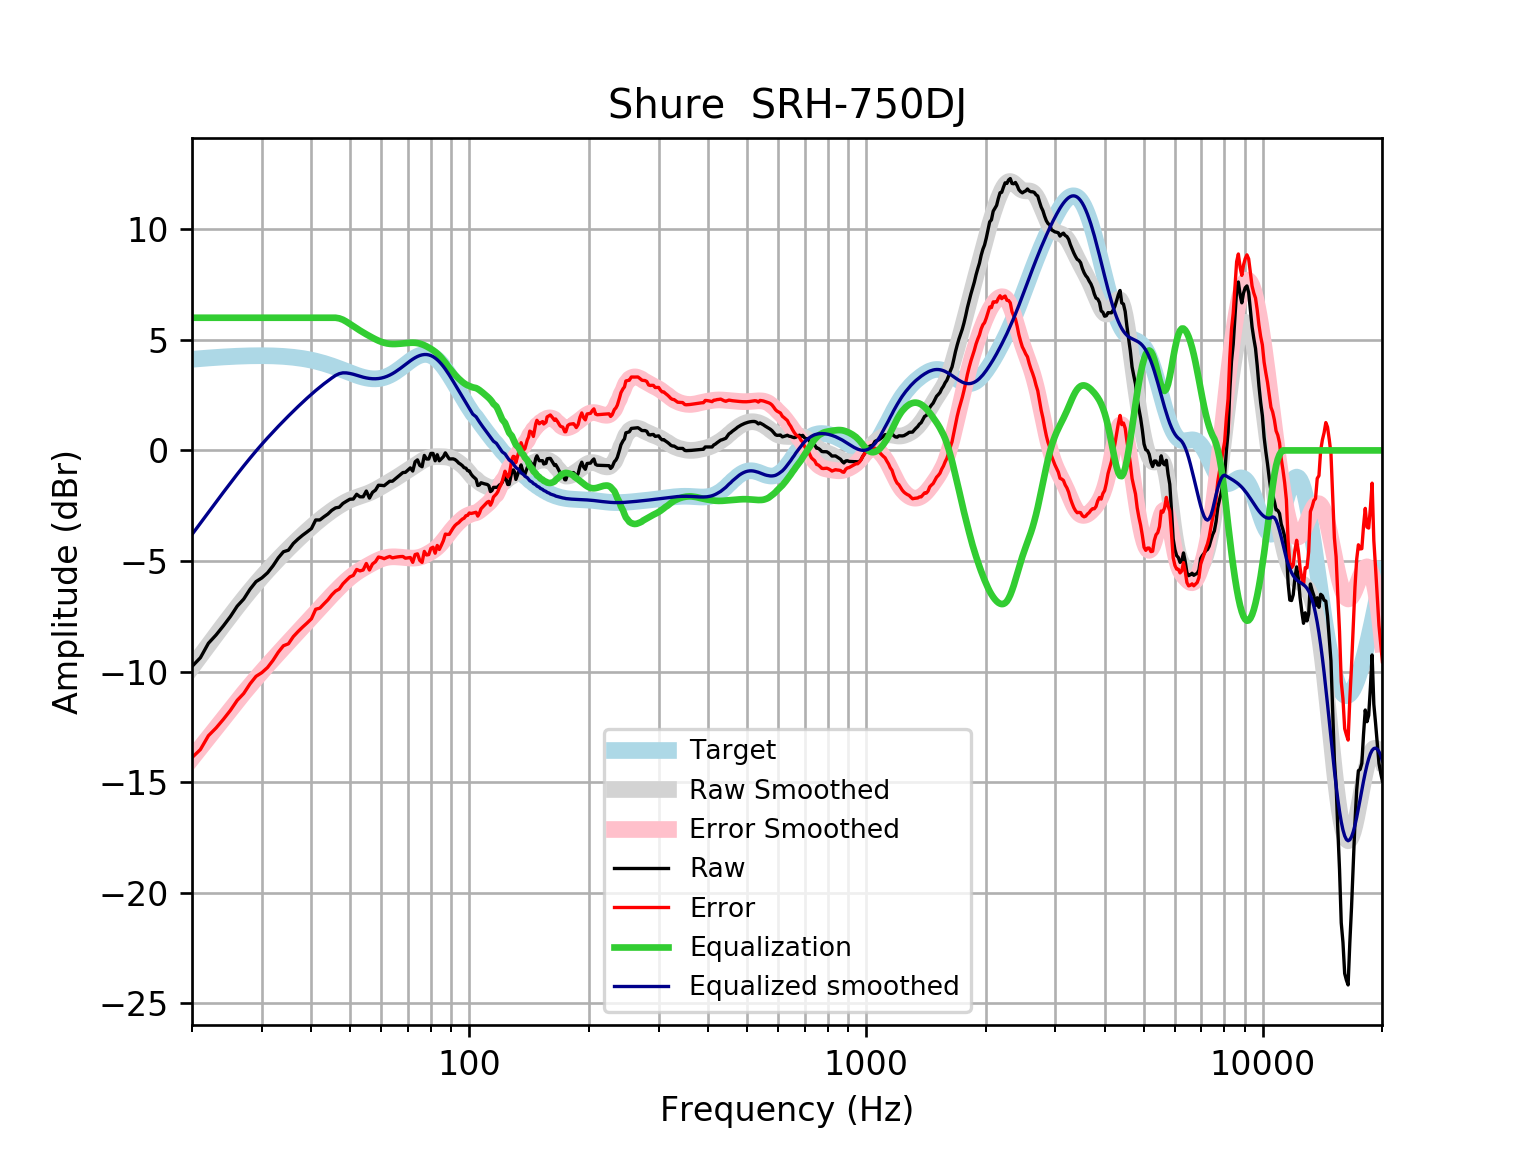 Shure  SRH-750DJ
Amplitude (dBr)
10
5
0
−5
−10
−15
−20
−25
Target
Raw Smoothed
Error Smoothed
Raw
Error
Equalization
Equalized smoothed
100
1000
10000
Frequency (Hz)